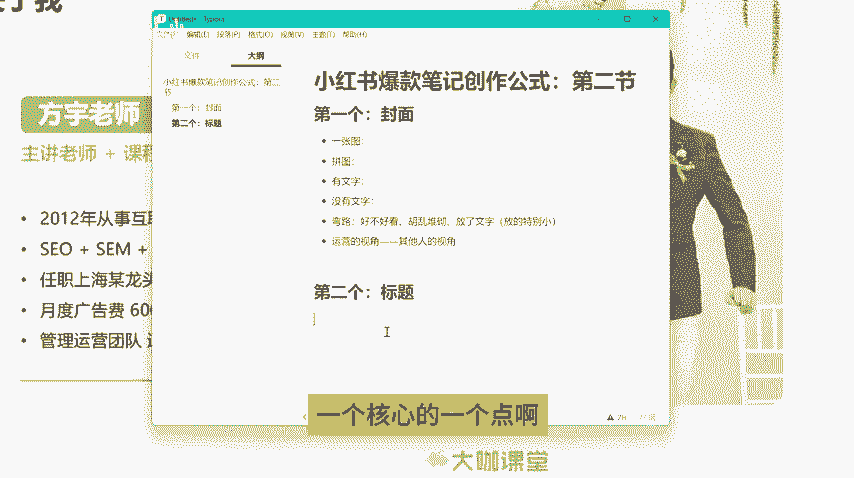 Typora
编辑(E) 段落(P) 格式(O) 视图(V) 主题(T) 帮助(H)
文件 大纲
小红书爆款笔记创作公式：第二节
第一个：封面
第二个：标题
小红书爆款笔记创作公式：第二节
第一个：封面
一张图：
拼图：
有文字：
没有文字：
弯路：好不好看、胡乱堆砌、放了文字（放的特别小）
运营的视角——其他人的视角
第二个：标题
方宇老师
主讲老师 + 课程
2012年从事互联
SEO + SEM +
任职上海某龙头
月度广告费 600
管理运营团队
一个核心的一个点啊
大咖课堂